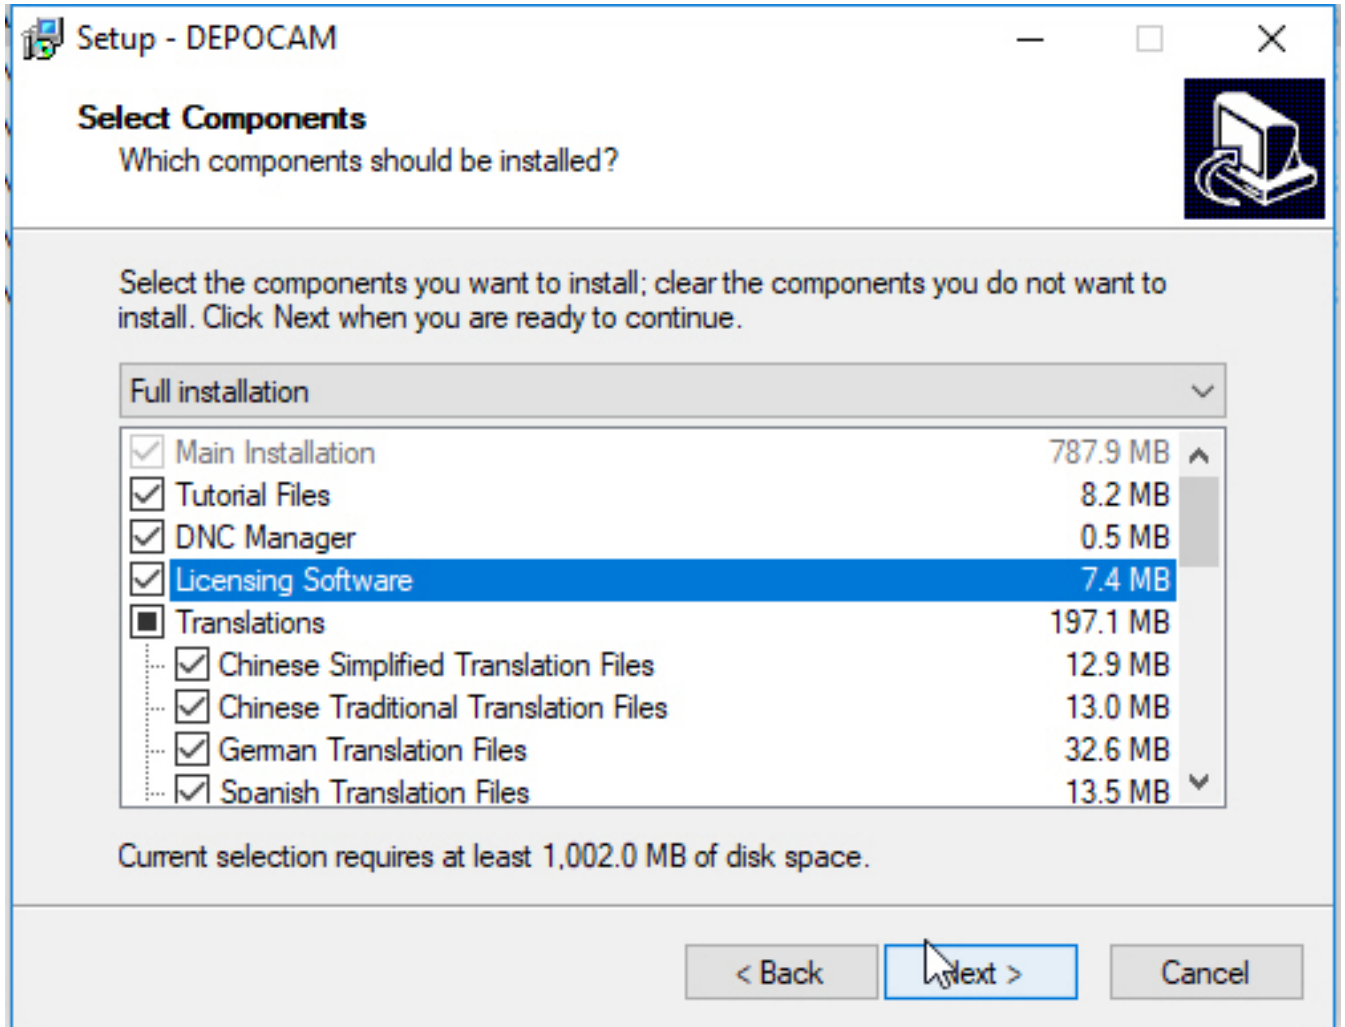 Setup - DEPOCAM
Select Components
Which components should be installed?
Select the components you want to install; clear the components you do not want to
install. Click Next when you are ready to continue.
Full installation
Main Installation 787.9 MB
Tutorial Files 8.2 MB
DNC Manager 0.5 MB
Licensing Software 7.4 MB
Translations 197.1 MB
Chinese Simplified Translation Files 12.9 MB
Chinese Traditional Translation Files 13.0 MB
German Translation Files 32.6 MB
Spanish Translation Files 13.5 MB
Current selection requires at least 1,002.0 MB of disk space.
< Back Next > Cancel